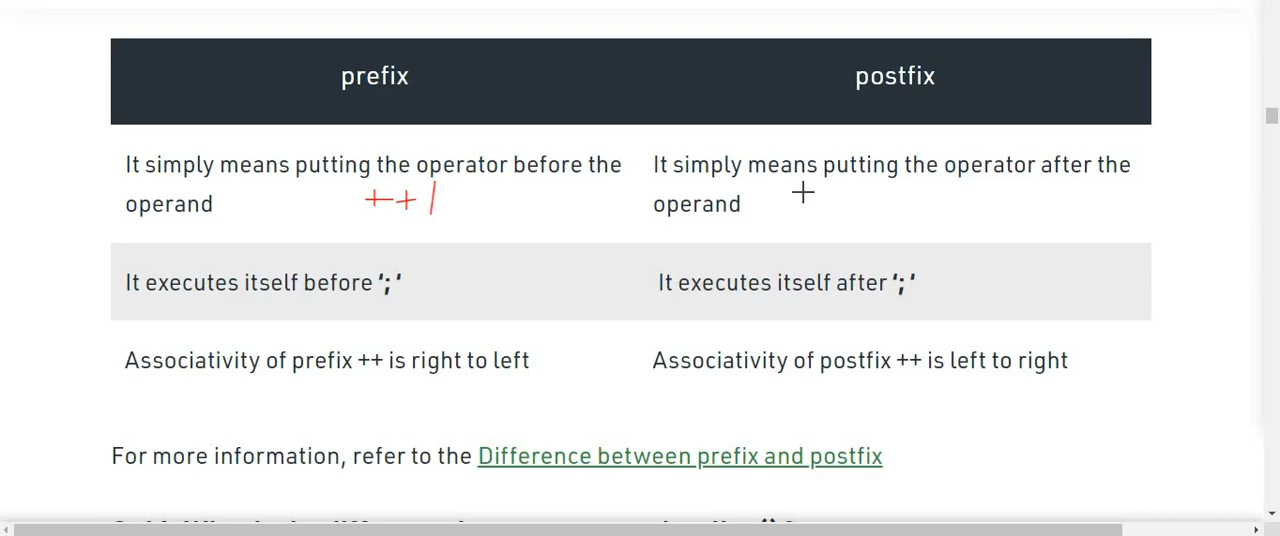 prefix postfix
It simply means putting the operator before the It simply means putting the operator after the
operand ++ | operand
It executes itself before ‘; ‘ It executes itself after ‘; ‘
Associativity of prefix ++ is right to left Associativity of postfix ++ is left to right
For more information, refer to the Difference between prefix and postfix